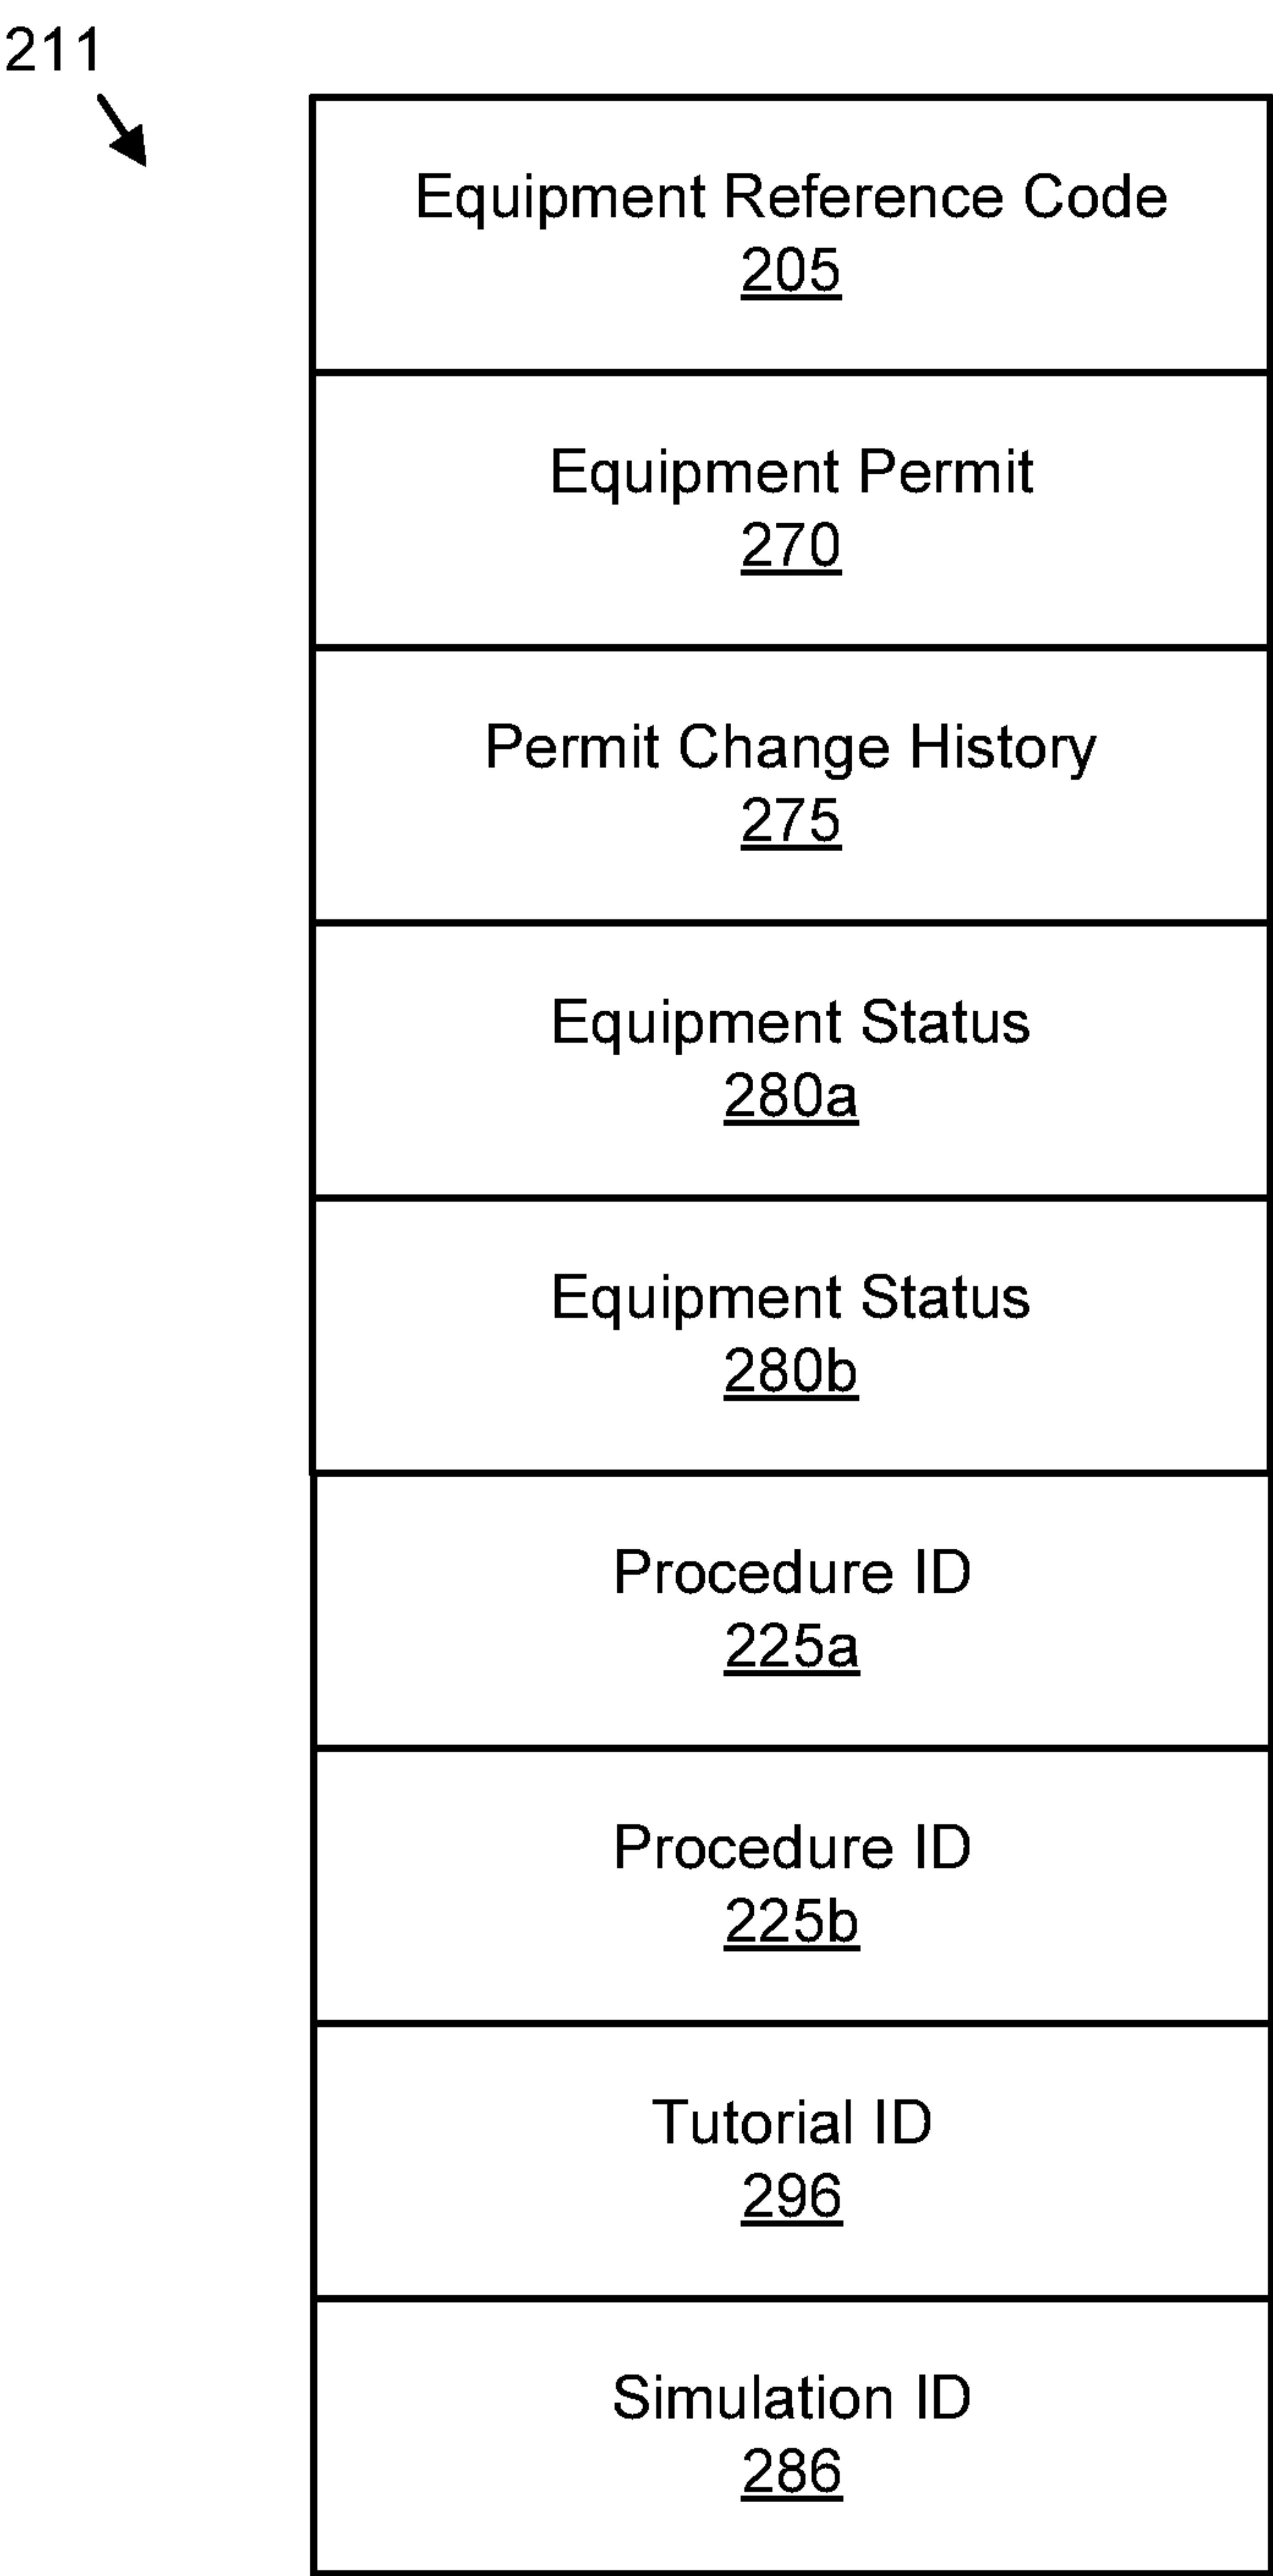 211
Equipment Reference Code
205
Equipment Permit
270
Permit Change History
275
Equipment Status
280a
Equipment Status
280b
Procedure ID
225a
Procedure ID
225b
Tutorial ID
296
Simulation ID
286